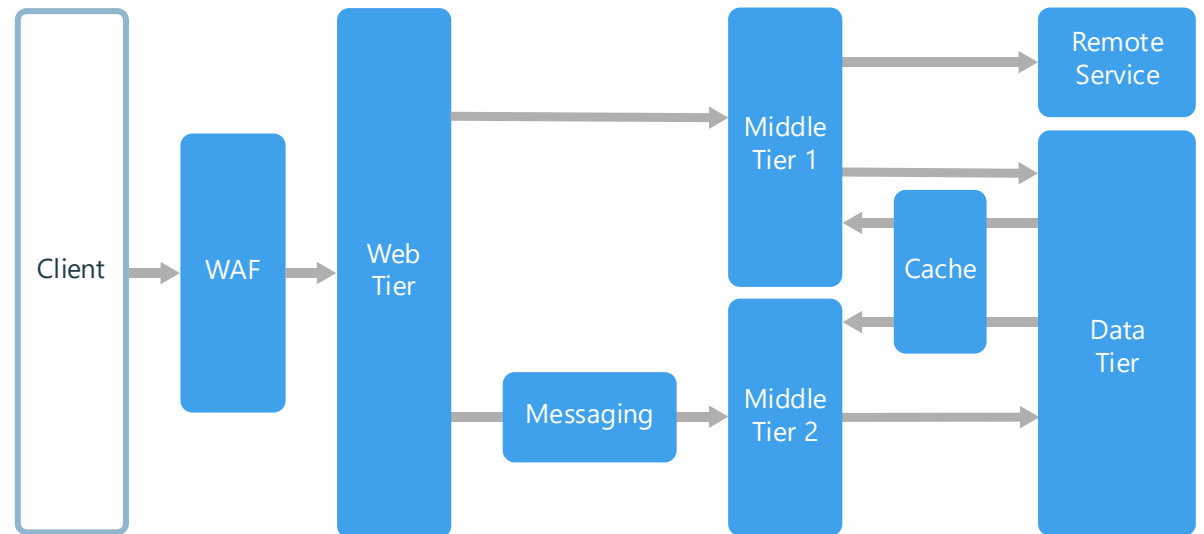 Client
WAF
Web
Tier
Messaging
Middle
Tier 1
Middle
Tier 2
Cache
Remote
Service
Data
Tier